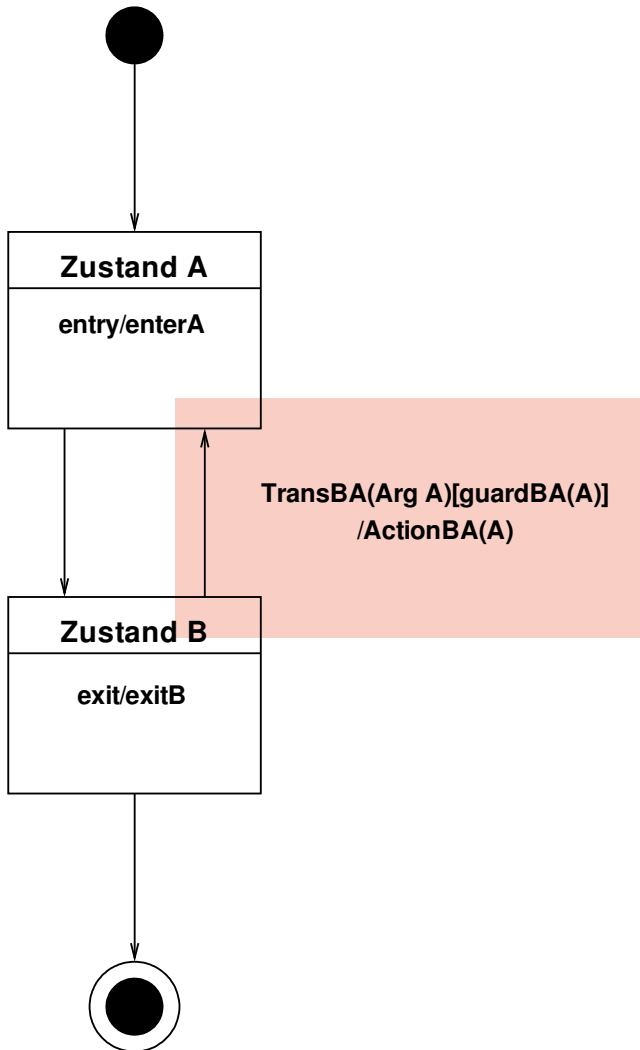 Zustand A
entry/enterA
TransBA(Arg A)[guardBA(A)]
/ActionBA(A)
Zustand B
exit/exitB